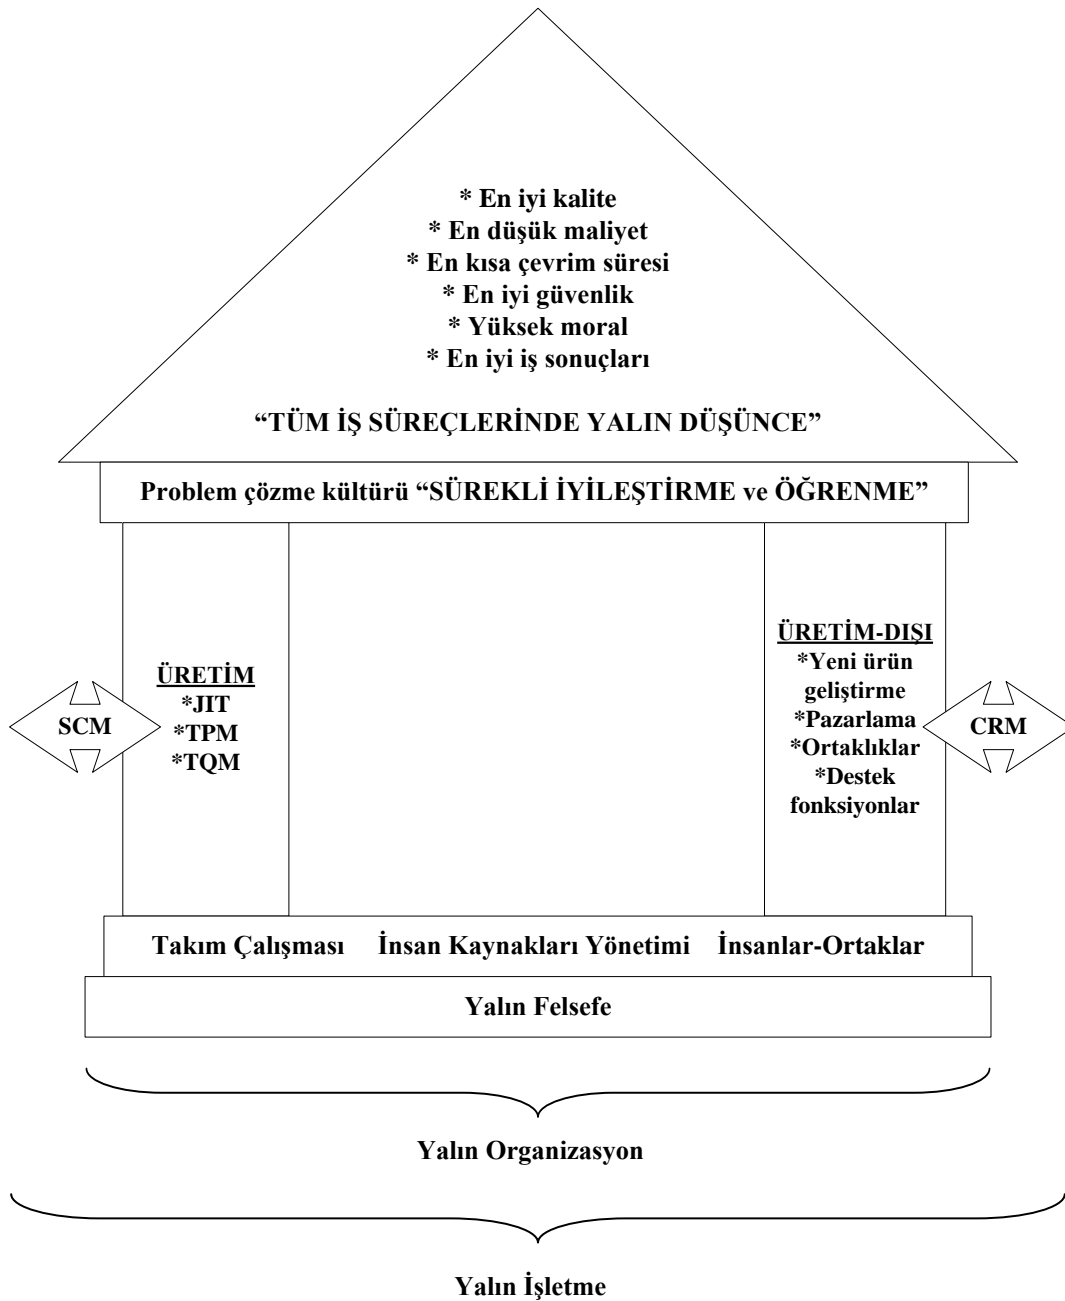 * En iyi kalite
* En düşük maliyet
* En kısa çevrim süresi
* En iyi güvenlik
* Yüksek moral
* En iyi iş sonuçları
“TÜM İŞ SÜREÇLERİNDE YALIN DÜŞÜNCE”
Problem çözme kültürü “SÜREKLİ İYİLEŞTİRME ve ÖĞRENME”
SCM
ÜRETİM
*JIT
*TPM
*TQM
ÜRETİM-DIŞI
*Yeni ürün
geliştirme
*Pazarlama
*Ortaklıklar
*Destek
fonksiyonlar
CRM
Takım Çalışması İnsan Kaynakları Yönetimi İnsanlar-Ortaklar
Yalın Felsefe
Yalın Organizasyon
Yalın İşletme